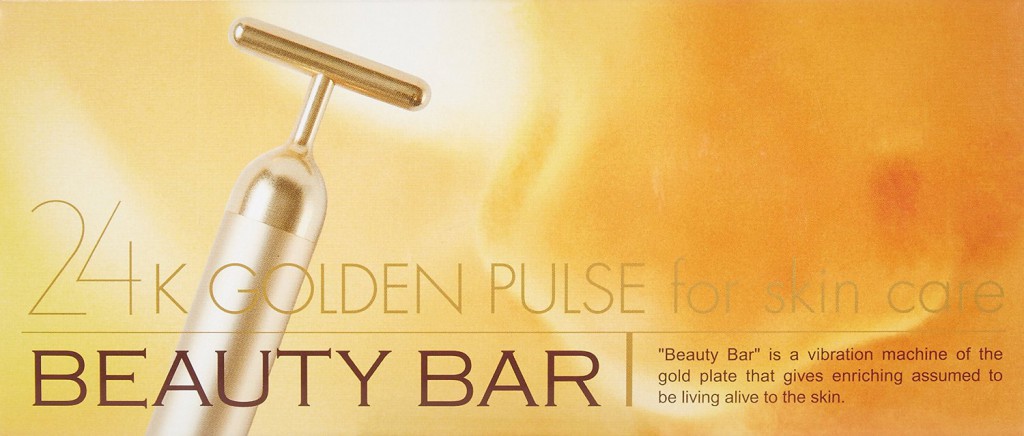 24K GOLDEN PULSE for skin care
BEAUTY BAR
"Beauty Bar" is a vibration machine of the
gold plate that gives enriching assumed to
be living alive to the skin.